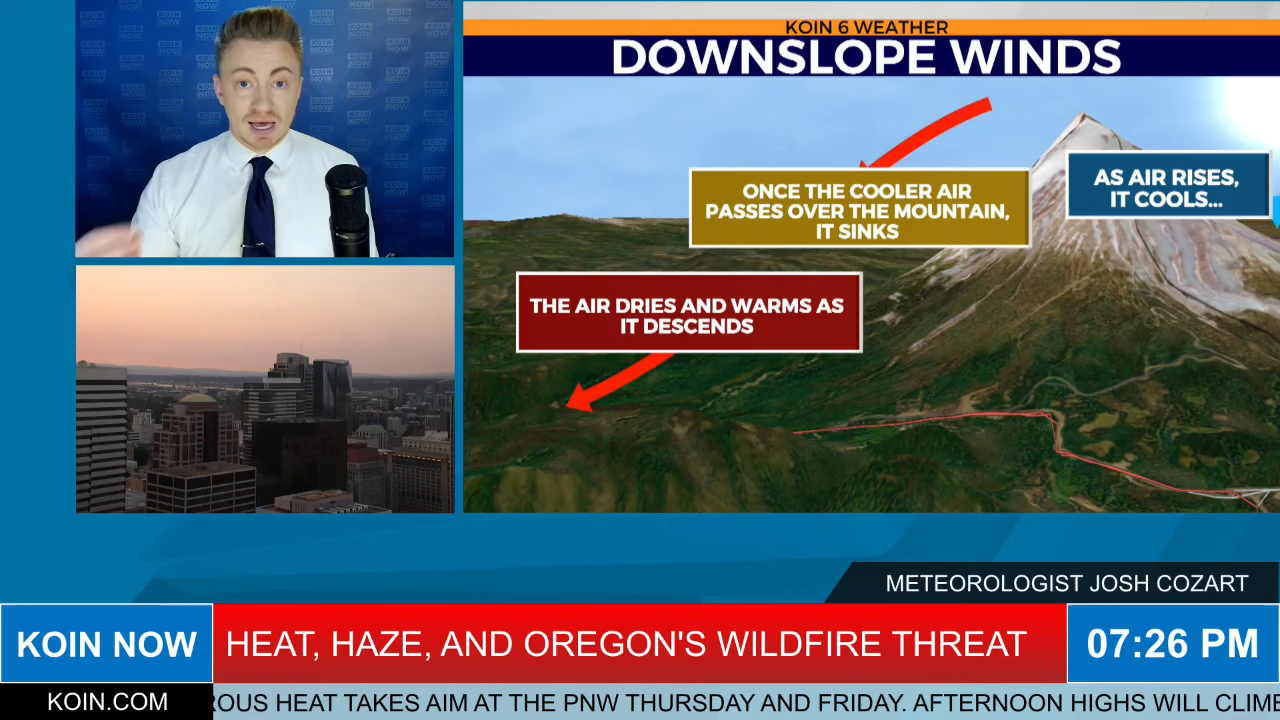 KOIN 6 WEATHER
DOWNSLOPE WINDS
AS AIR RISES,
IT COOLS...
ONCE THE COOLER AIR
PASSES OVER THE MOUNTAIN,
IT SINKS
THE AIR DRIES AND WARMS AS
IT DESCENDS
METEOROLOGIST JOSH COZART
KOIN NOW
HEAT, HAZE, AND OREGON'S WILDFIRE THREAT
07:26 PM
KOIN.COM
ROUS HEAT TAKES AIM AT THE PNW THURSDAY AND FRIDAY. AFTERNOON HIGHS WILL CLIMB